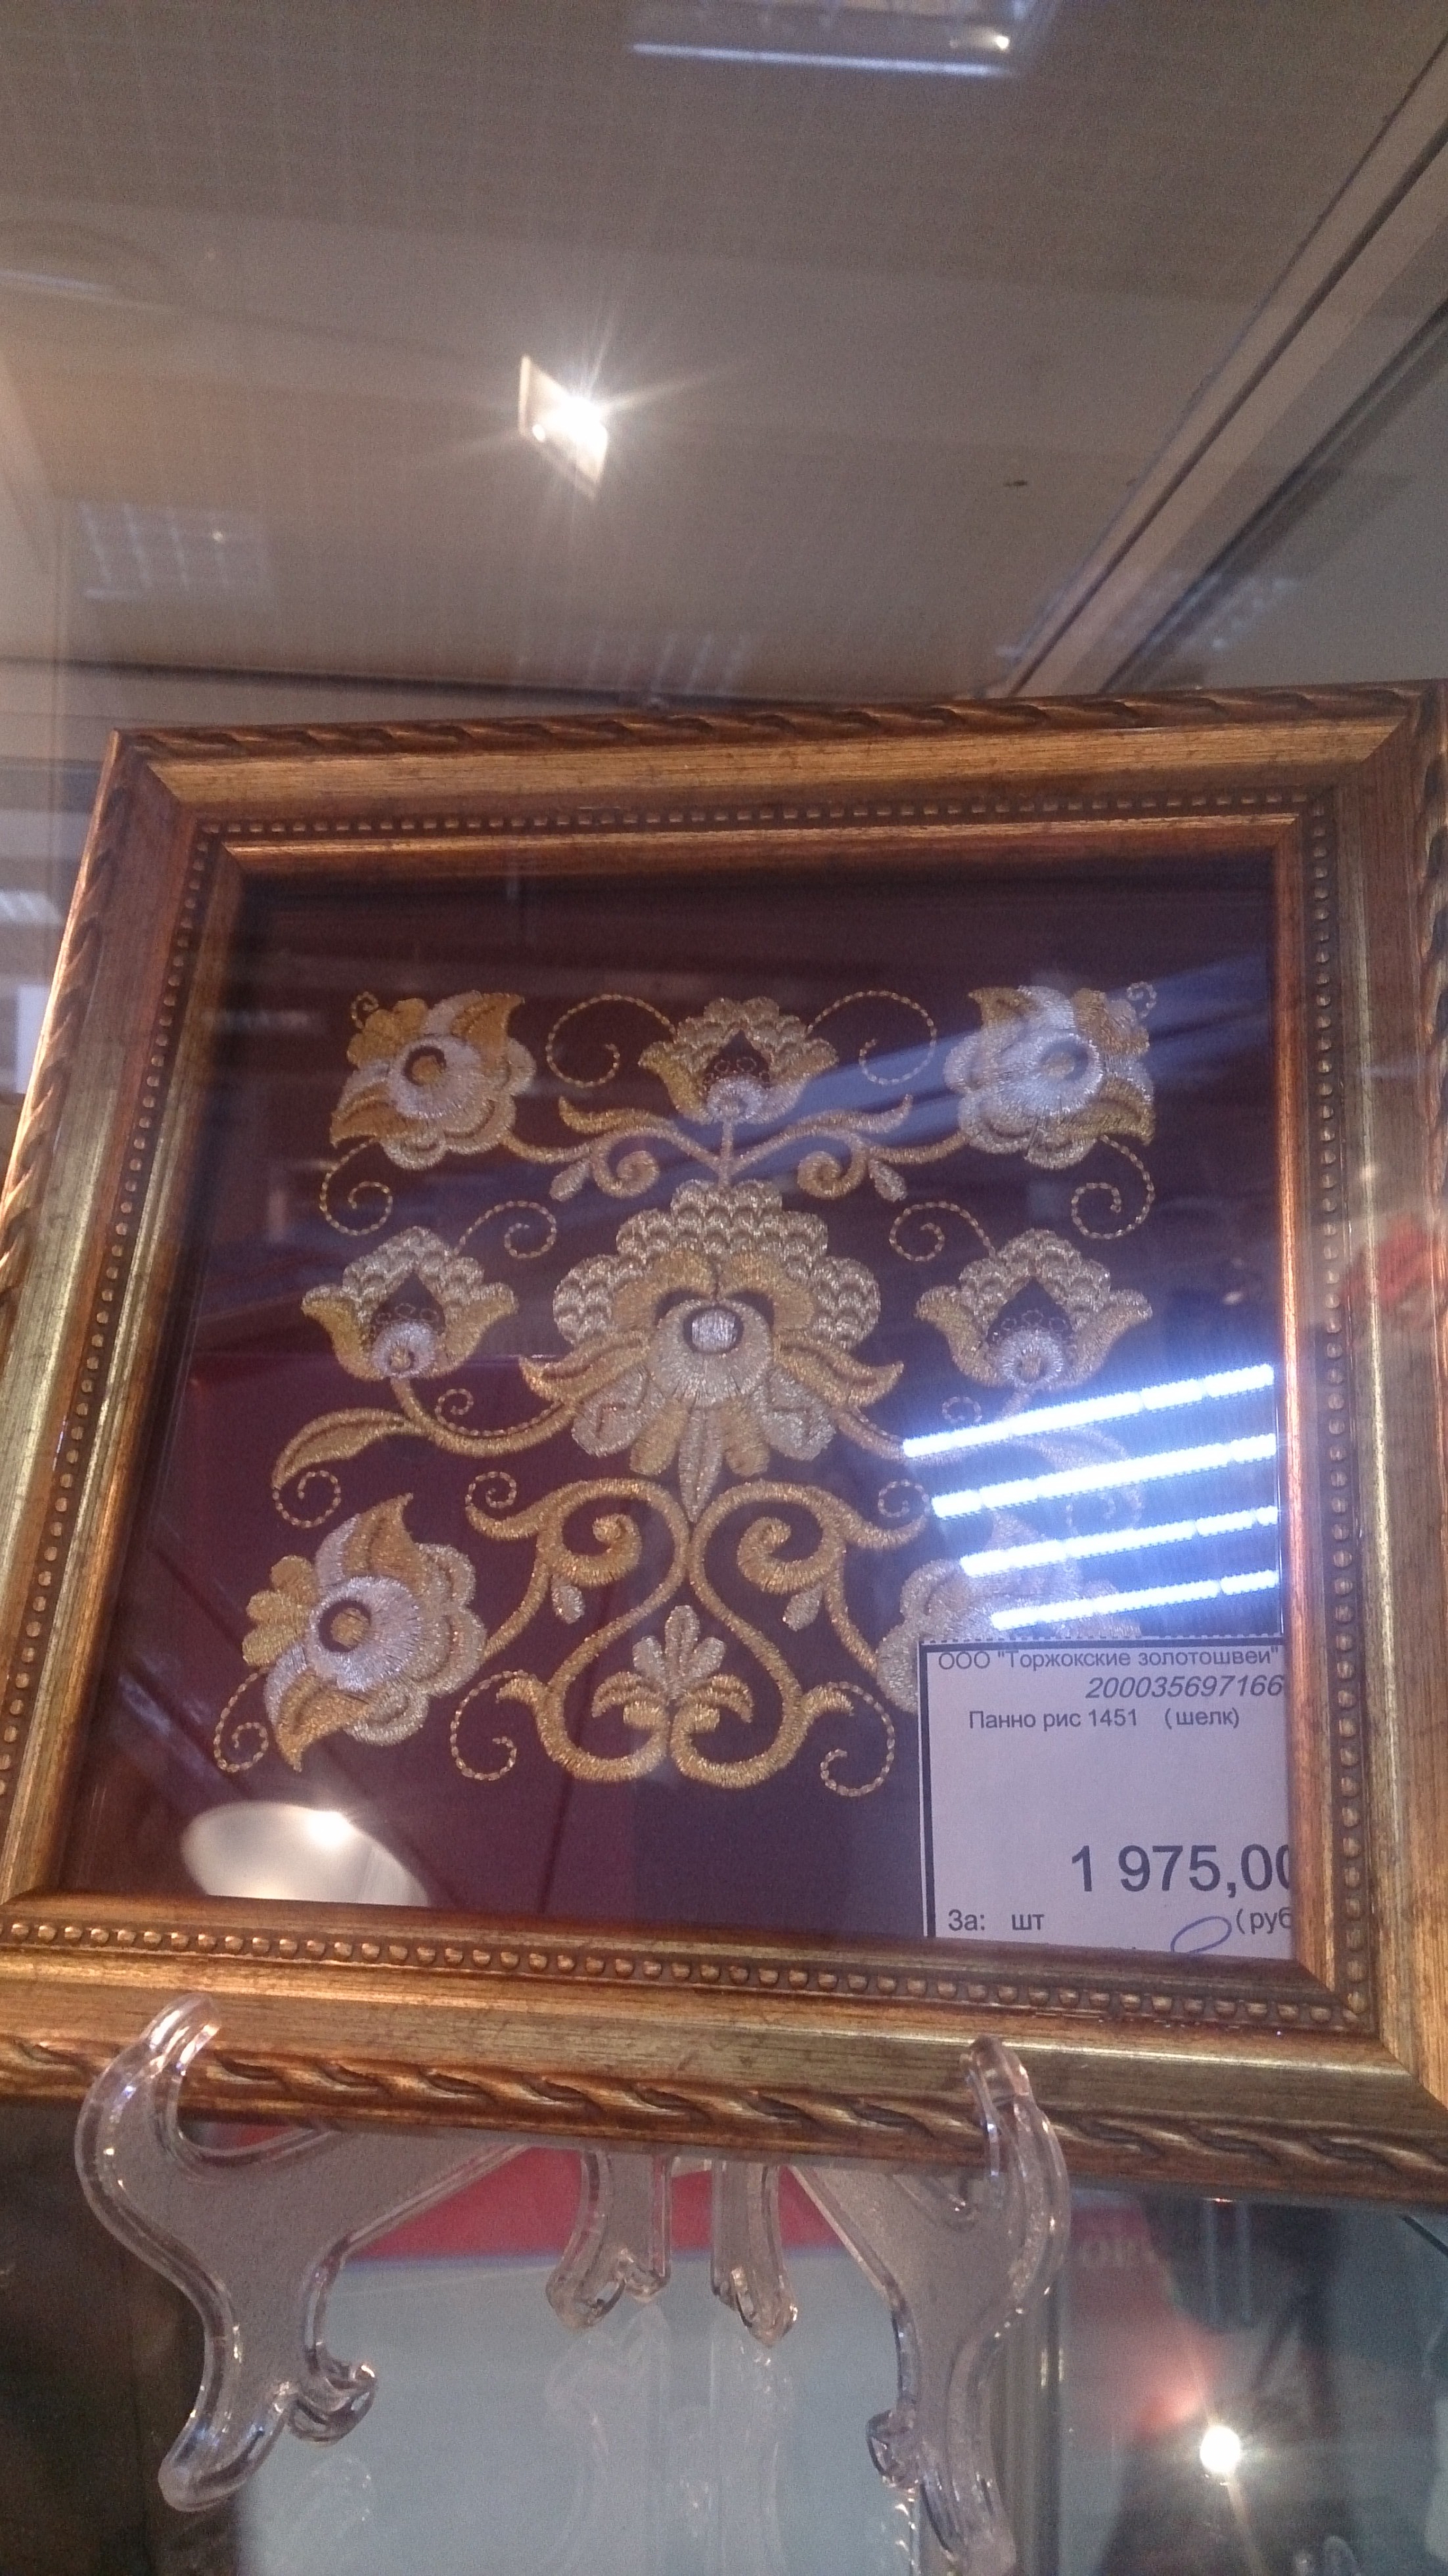 ООО "Торжокские золотошвеи"
200035697166
Панно рис 1451 (шелк)
1 975,00
За: шт (руб